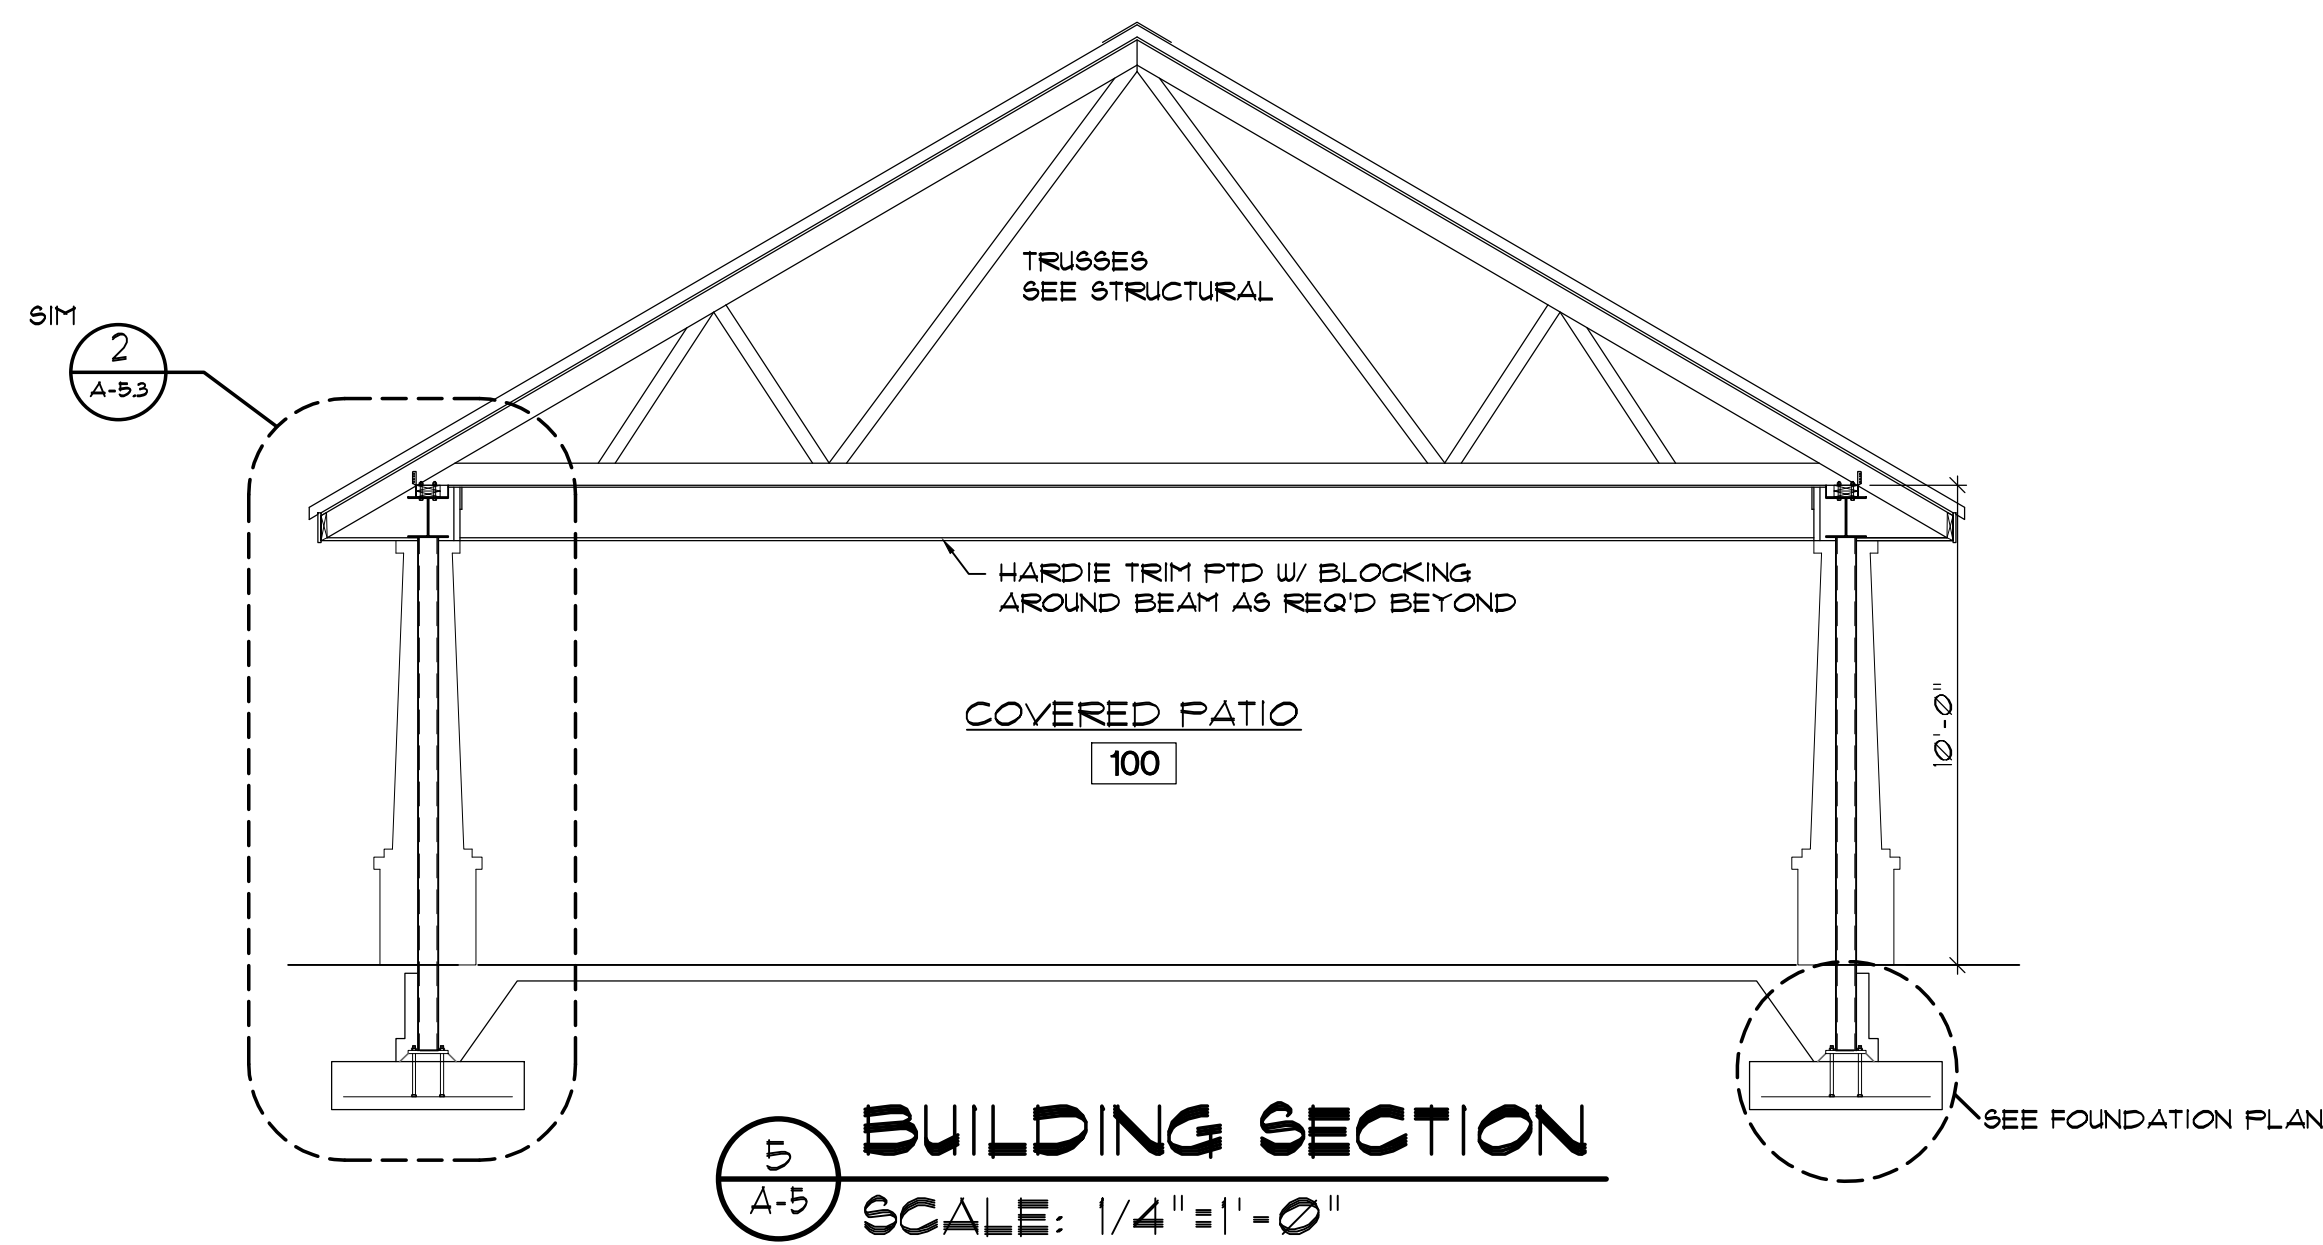 TRUSSES
SEE STRUCTURAL
SIM
2
A-5.3
HARDIE TRIM PTD W/ BLOCKING
AROUND BEAM AS REQ'D BEYOND
COVERED PATIO
100
10'-0"
SEE FOUNDATION PLAN
5
A-5
BUILDING SECTION
SCALE: 1/4"=1'-0"